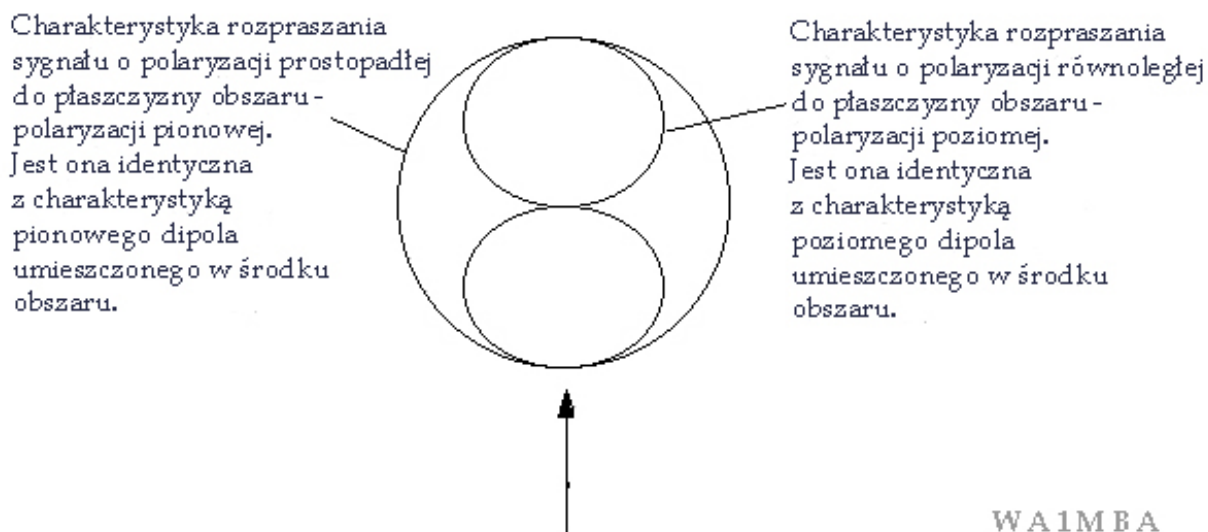 Charakterystyka rozpraszania
sygnału o polaryzacji prostopadłej
do płaszczyzny obszaru -
polaryzacji pionowej.
Jest ona identyczna
z charakterystyką
pionowego dipola
umieszczonego w środku
obszaru.
Charakterystyka rozpraszania
sygnału o polaryzacji równoległej
do płaszczyzny obszaru -
polaryzacji poziomej.
Jest ona identyczna
z charakterystyką
poziomego dipola
umieszczonego w środku
obszaru.
WA1MBA